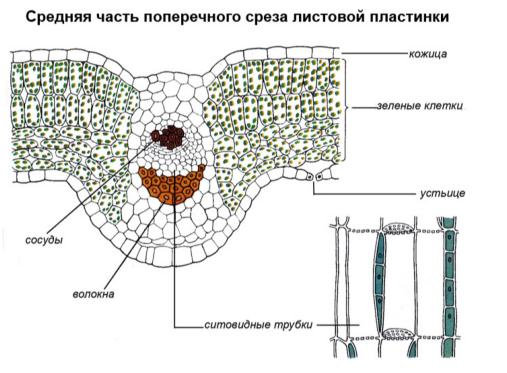 Средняя часть поперечного среза листовой пластинки
кожица
зеленые клетки
устьице
сосуды
волокна
ситовидные трубки